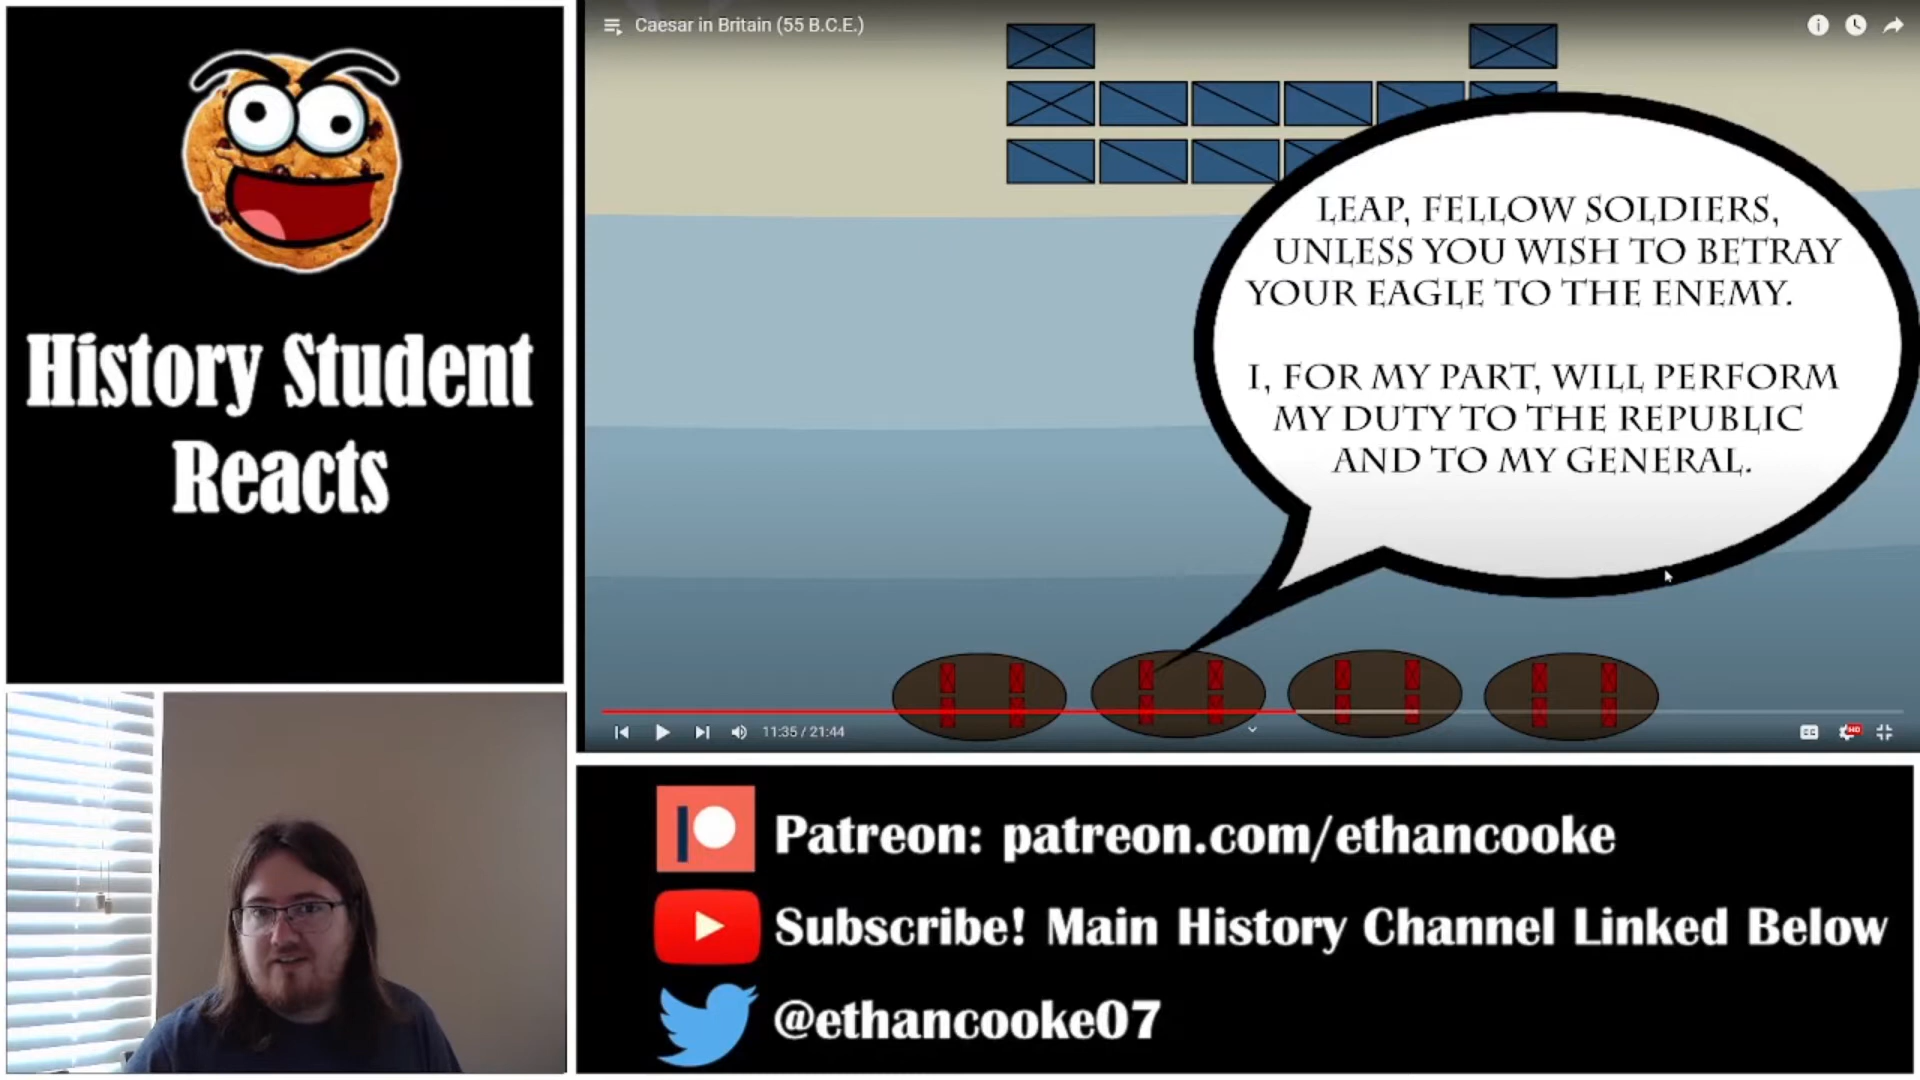 Caesar in Britain (55 B.C.E.)
LEAP, FELLOW SOLDIERS,
UNLESS YOU WISH TO BETRAY
YOUR EAGLE TO THE ENEMY.
I, FOR MY PART, WILL PERFORM
MY DUTY TO THE REPUBLIC
AND TO MY GENERAL.
History Student
Reacts
11:35 / 21:44
CC
HD
Patreon: patreon.com/ethancooke
Subscribe! Main History Channel Linked Below
@ethancooke07